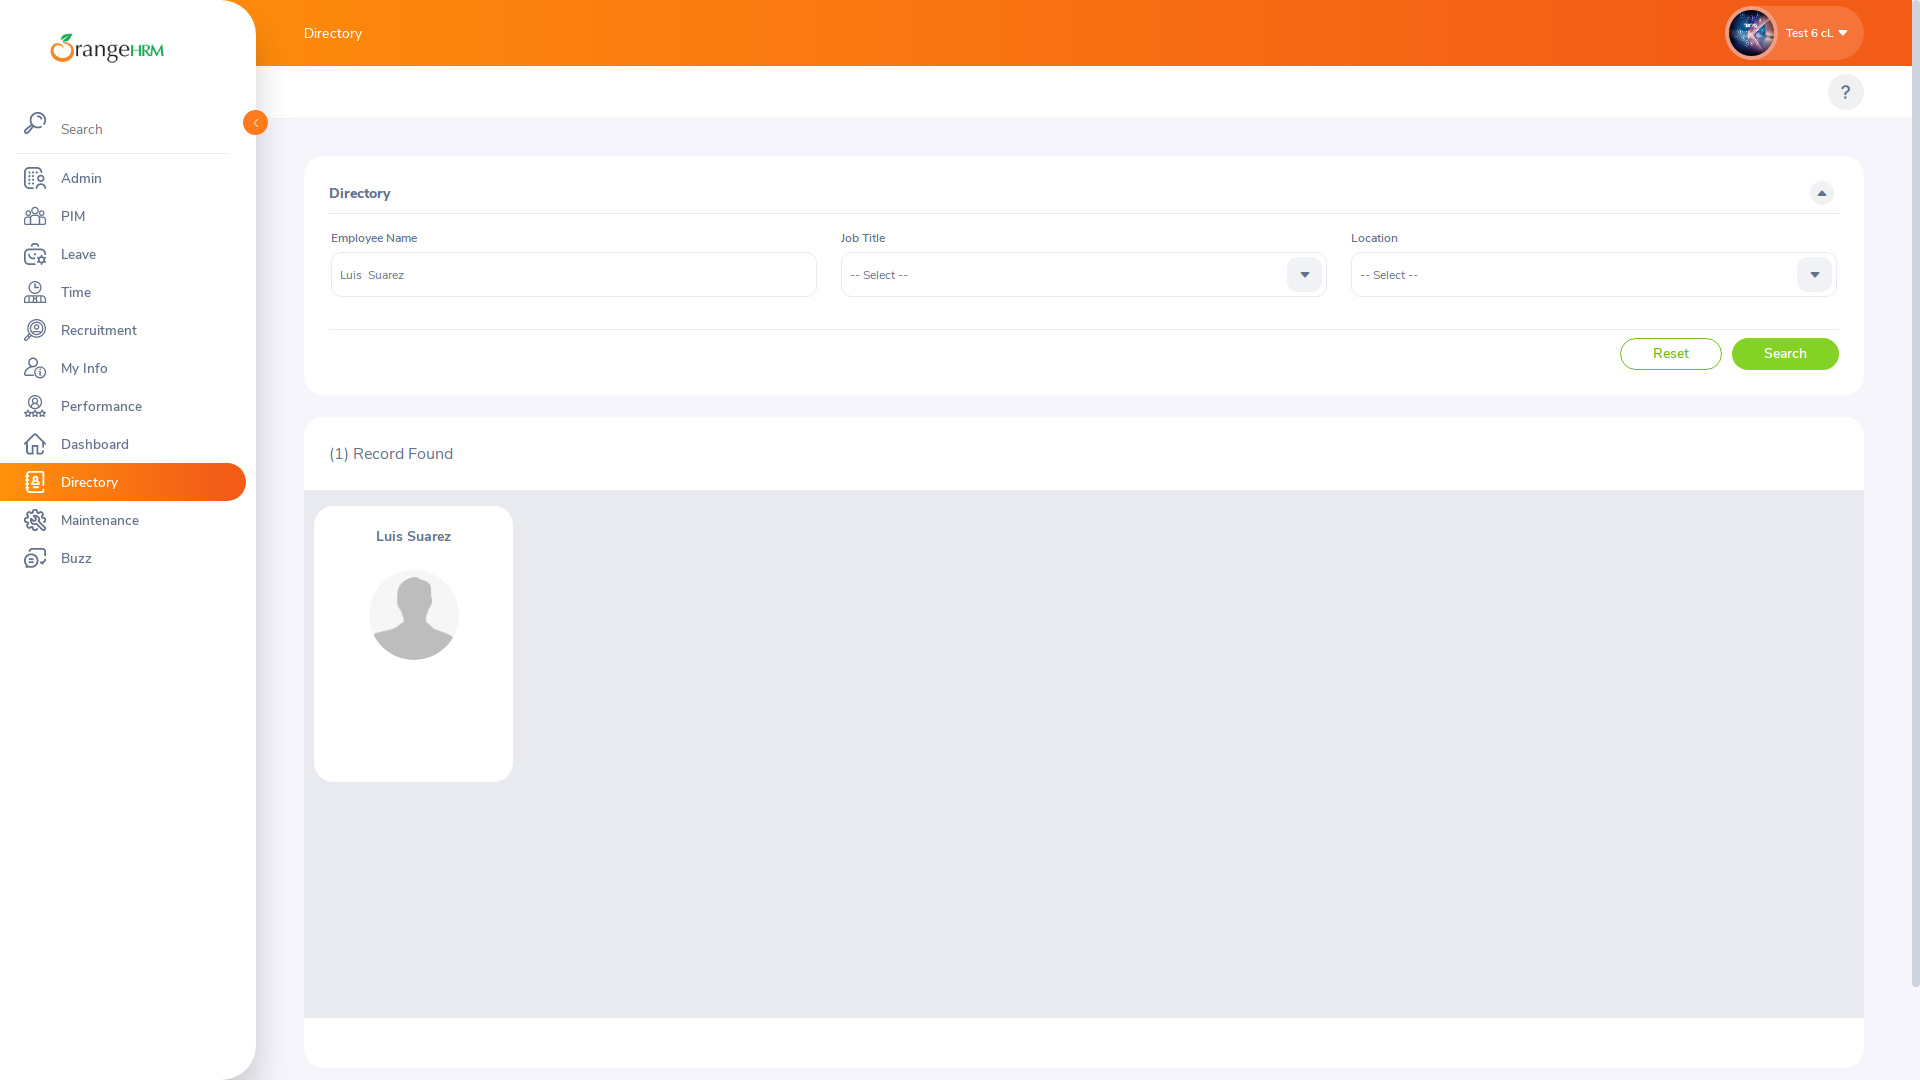 OrangeHRM
Search
Admin
PIM
Leave
Time
Recruitment
My Info
Performance
Dashboard
Directory
Maintenance
Buzz
Directory
Test 6 cL
?
Directory
Employee Name
Luis  Suarez
Job Title
-- Select --
Location
-- Select --
Reset
Search
(1) Record Found
Luis Suarez